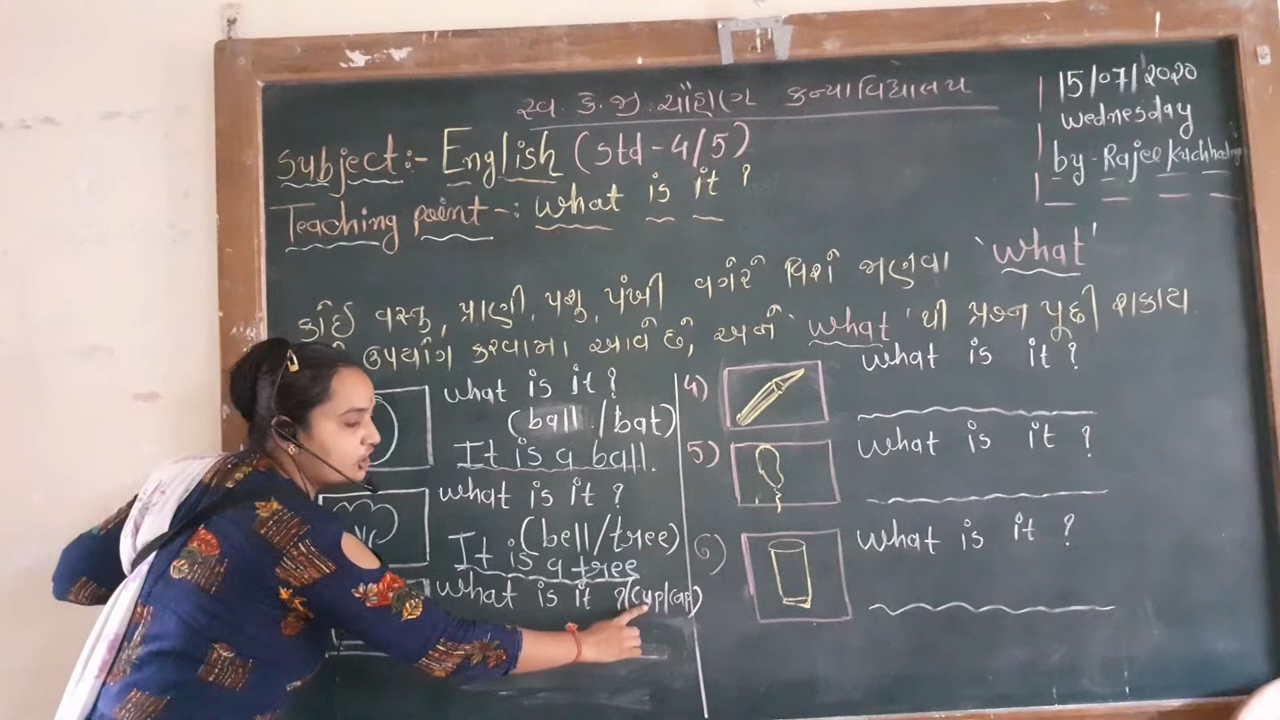 સ્વ. કે. જી. ચૌહાણ કન્યા વિદ્યાલય
15/07/2020
Wednesday
by - Rajee
Subject:- English (std - 4/5)
Teaching point -: what is it ?
કોઈ વસ્તુ, પ્રાણી, પશુ, પંખી વગેરે વિશે જાણવા 'what'
ઉપયોગ કરવામાં આવે છે, અને 'what' થી પ્રશ્ન પૂછી શકાય
what is it ?
(ball / bat)
It is a ball.
what is it ?
(bell/tree)
It is a tree
what is it ? (cup/cap)
4) what is it ?
5) what is it ?
6) what is it ?